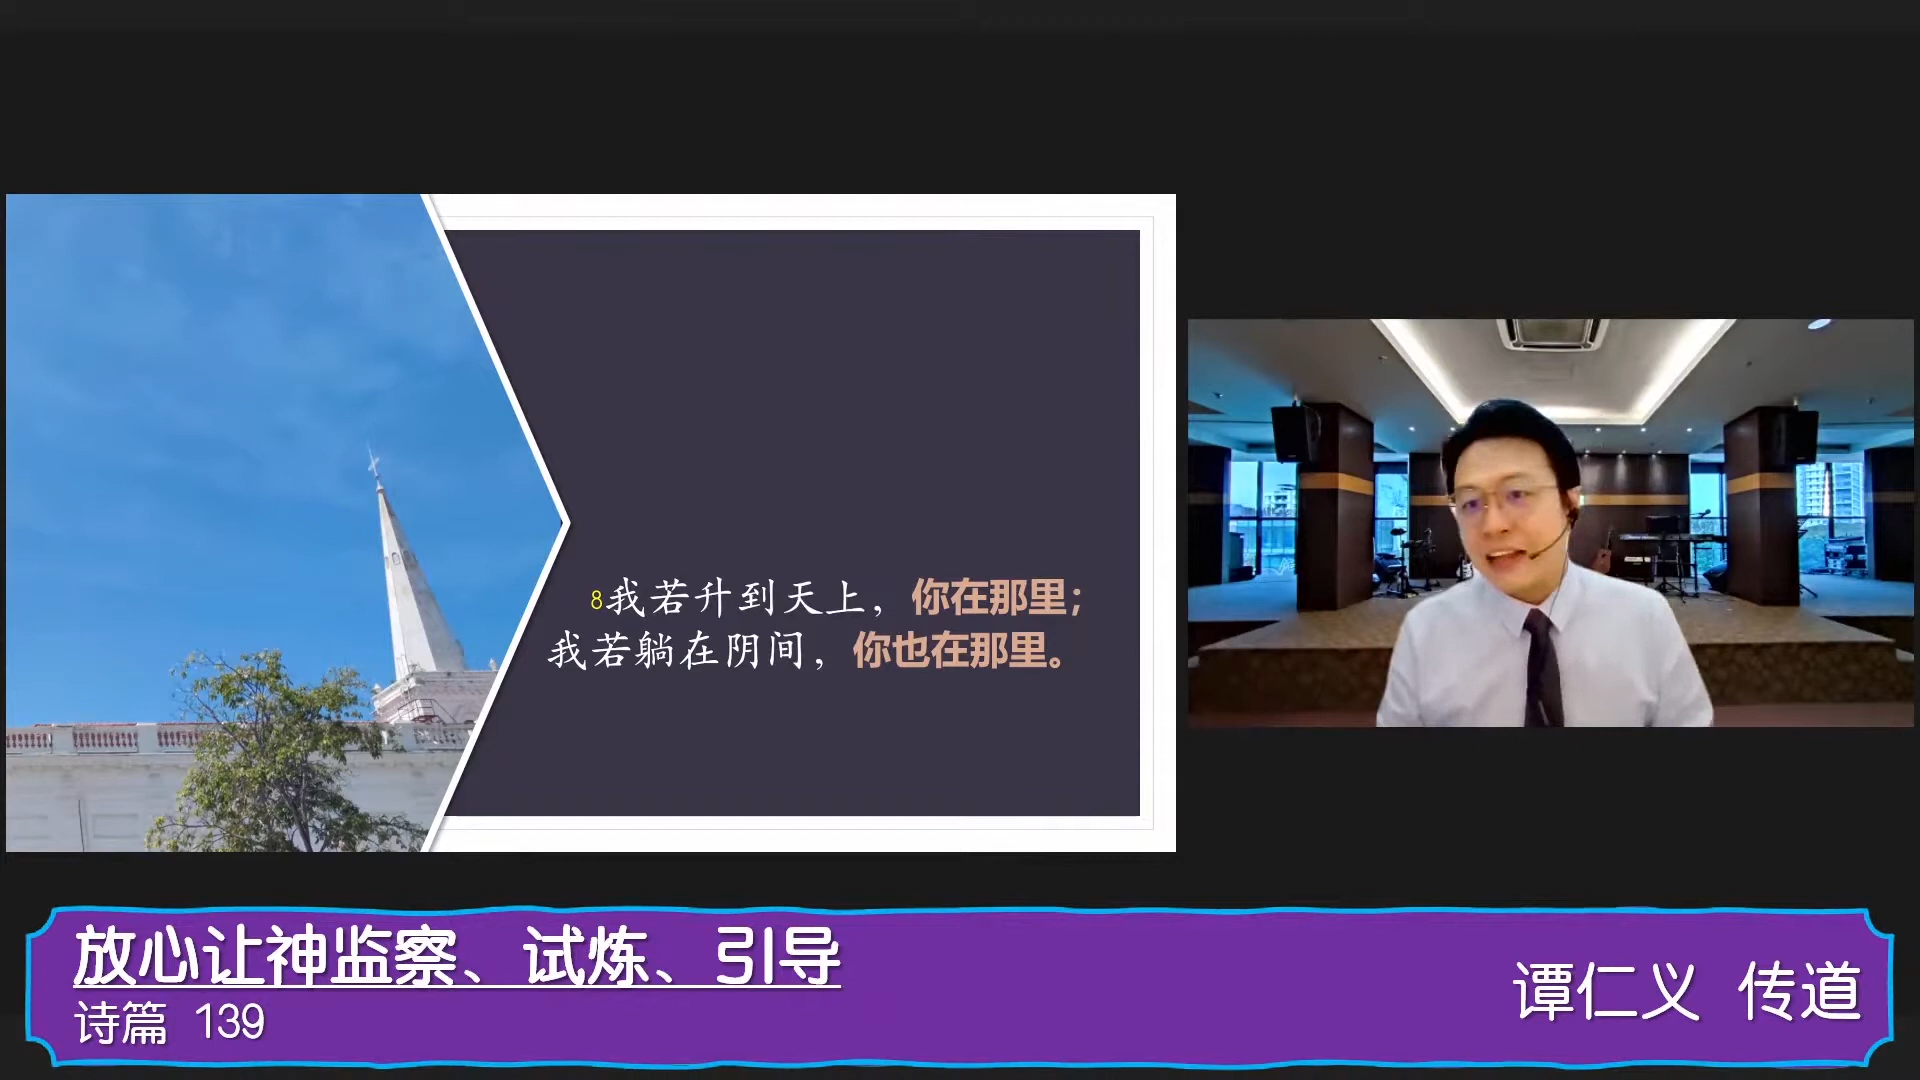 8我若升到天上，你在那里；
我若躺在阴间，你也在那里。
放心让神监察、试炼、引导
诗篇 139
谭仁义 传道